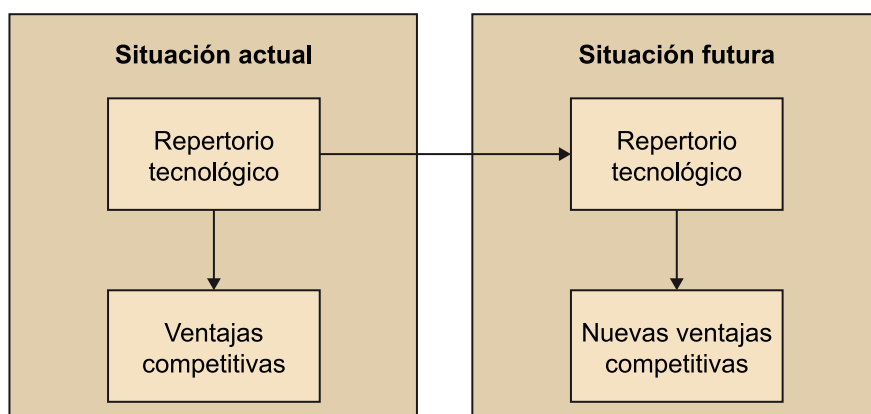 Situación actual
Repertorio
tecnológico
Ventajas
competitivas
Situación futura
Repertorio
tecnológico
Nuevas ventajas
competitivas